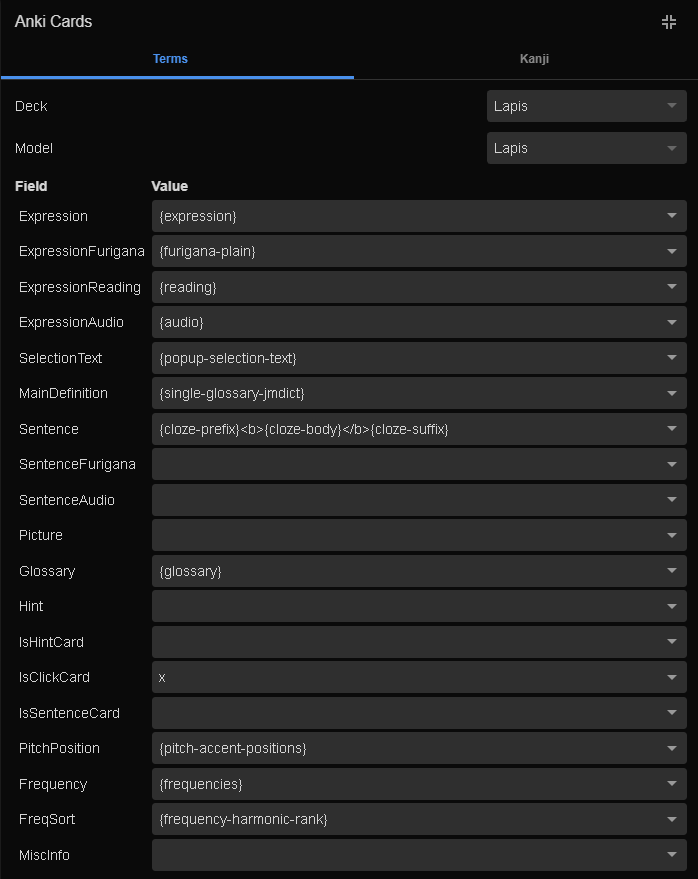 Anki Cards
Terms Kanji
Deck Lapis
Model Lapis
Field Value
Expression {expression}
ExpressionFurigana {furigana-plain}
ExpressionReading {reading}
ExpressionAudio {audio}
SelectionText {popup-selection-text}
MainDefinition {single-glossary-jmdict}
Sentence {cloze-prefix}<b>{cloze-body}</b>{cloze-suffix}
SentenceFurigana
SentenceAudio
Picture
Glossary {glossary}
Hint
IsHintCard
IsClickCard x
IsSentenceCard
PitchPosition {pitch-accent-positions}
Frequency {frequencies}
FreqSort {frequency-harmonic-rank}
MiscInfo